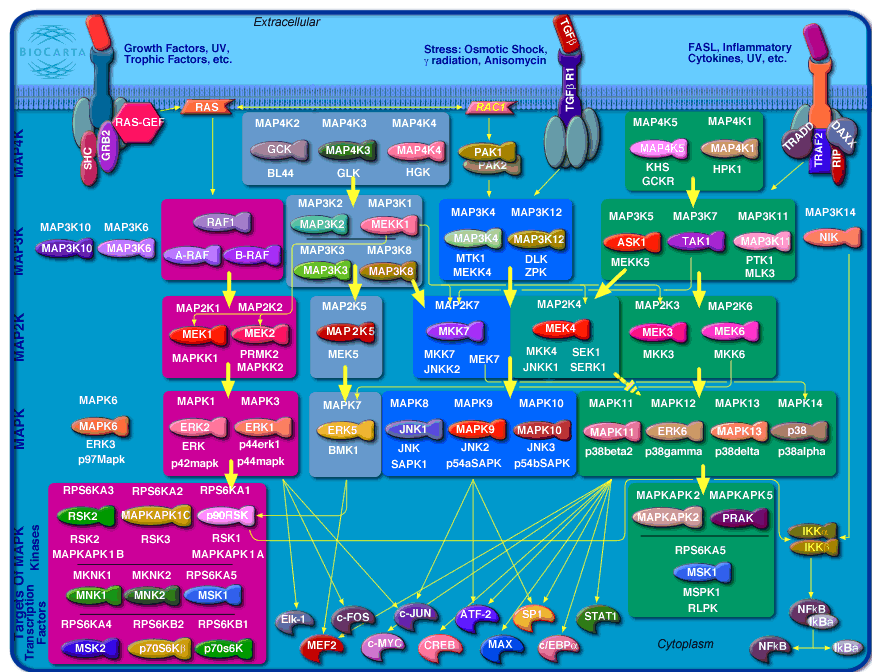 Extracellular
BIOCARTA
Growth Factors, UV,
Trophic Factors, etc.
Stress: Osmotic Shock,
γ radiation, Anisomycin
TGFβ
TGFβ R1
FASL, Inflammatory
Cytokines, UV, etc.
SHC
GRB2
RAS-GEF
RAS
RAC1
TRADD
TRAF2
RIP
DAXX
MAP4K
MAP4K2
MAP4K3
MAP4K4
GCK
MAP4K3
MAP4K4
BL44
GLK
HGK
PAK1
PAK2
MAP4K5
MAP4K1
MAP4K5
MAP4K1
KHS
GCKR
HPK1
MAP3K
MAP3K10
MAP3K6
MAP3K10
MAP3K6
RAF1
A-RAF
B-RAF
MAP3K2
MAP3K1
MAP3K2
MEKK1
MAP3K3
MAP3K8
MAP3K3
MAP3K8
MAP3K4
MAP3K12
MAP3K4
MAP3K12
MTK1
MEKK4
DLK
ZPK
MAP3K5
MAP3K7
MAP3K11
ASK1
TAK1
MAP3K11
MEKK5
PTK1
MLK3
MAP3K14
NIK
MAP2K
MAP2K1
MAP2K2
MEK1
MEK2
MAPKK1
PRMK2
MAPKK2
MAP2K5
MAP2K5
MEK5
MAP2K7
MKK7
MKK7
JNKK2
MEK7
MAP2K4
MEK4
MKK4
JNKK1
SEK1
SERK1
MAP2K3
MAP2K6
MEK3
MEK6
MKK3
MKK6
MAPK
MAPK6
MAPK6
ERK3
p97Mapk
MAPK1
MAPK3
ERK2
ERK1
ERK
p42mapk
p44erk1
p44mapk
MAPK7
ERK5
BMK1
MAPK8
MAPK9
MAPK10
JNK1
MAPK9
MAPK10
JNK
SAPK1
JNK2
p54aSAPK
JNK3
p54bSAPK
MAPK11
MAPK12
MAPK13
MAPK14
MAPK11
ERK6
MAPK13
p38
p38beta2
p38gamma
p38delta
p38alpha
Targets Of MAPK
Kinases
Transcription
Factors
RPS6KA3
RPS6KA2
RPS6KA1
RSK2
MAPKAPK1C
p90RSK
RSK2
RSK3
RSK1
MAPKAPK1B
MAPKAPK1A
MKNK1
MKNK2
RPS6KA5
MNK1
MNK2
MSK1
RPS6KA4
RPS6KB2
RPS6KB1
MSK2
p70S6Kβ
p70s6K
MAPKAPK2
MAPKAPK5
MAPKAPK2
PRAK
RPS6KA5
MSK1
MSPK1
RLPK
IKKα
IKKβ
Elk-1
c-FOS
c-JUN
ATF-2
SP1
STAT1
MEF2
c-MYC
CREB
MAX
c/EBPα
NFkB
IkBa
Cytoplasm
NFkB
IkBa